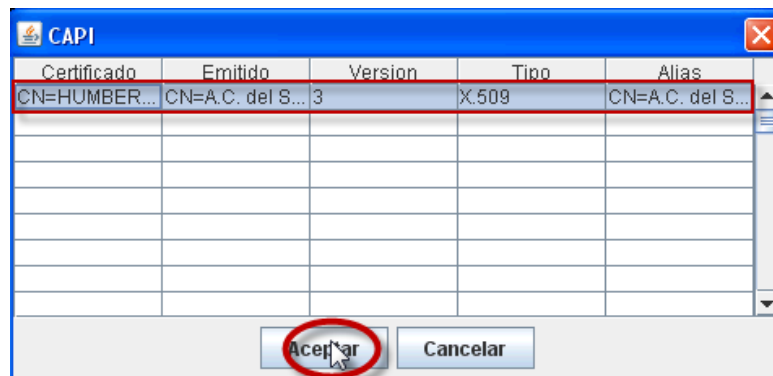 CAPI
Certificado Emitido Version Tipo Alias
CN=HUMBER... CN=A.C. del S... 3 X.509 CN=A.C. del S...
Aceptar Cancelar